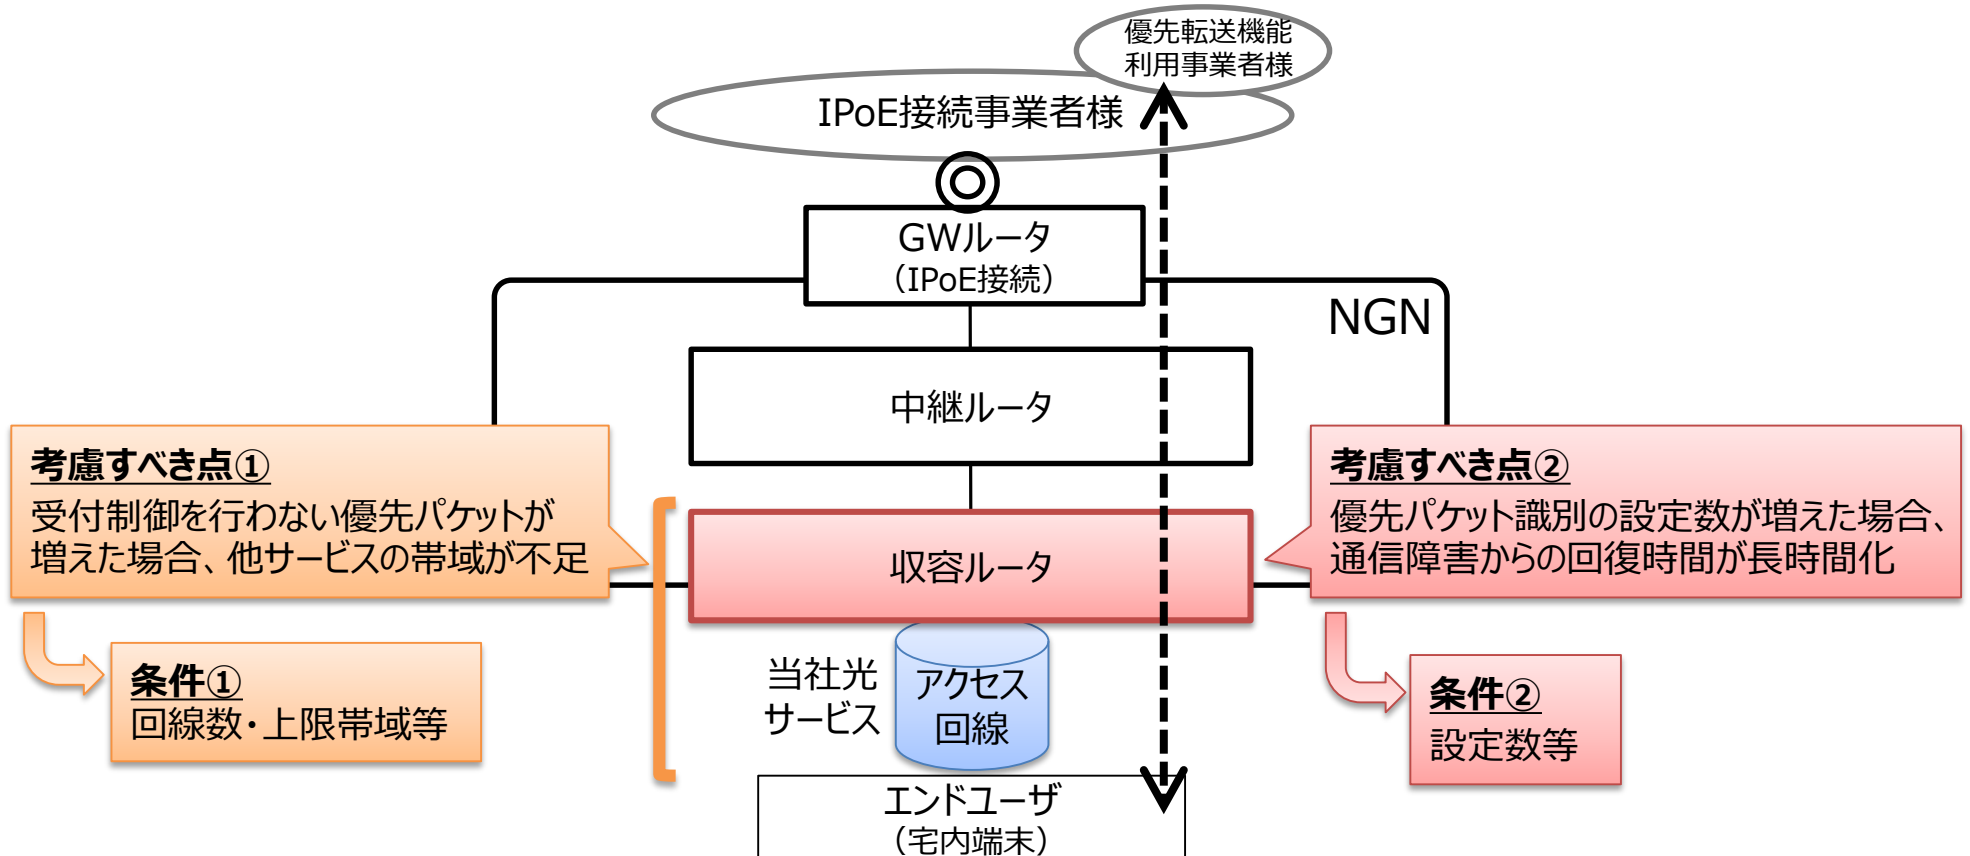 優先転送機能
利用事業者様
IPoE接続事業者様
GWルータ
（IPoE接続）
NGN
中継ルータ
考慮すべき点①
受付制御を行わない優先パケットが
増えた場合、他サービスの帯域が不足
考慮すべき点②
優先パケット識別の設定数が増えた場合、
通信障害からの回復時間が長時間化
収容ルータ
条件①
回線数・上限帯域等
当社光
サービス
アクセス
回線
条件②
設定数等
エンドユーザ
（宅内端末）